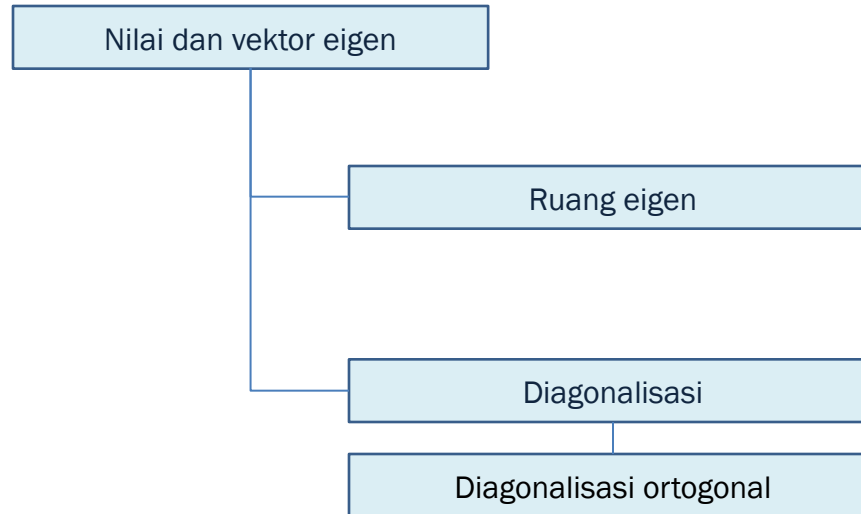 Nilai dan vektor eigen
Ruang eigen
Diagonalisasi
Diagonalisasi ortogonal